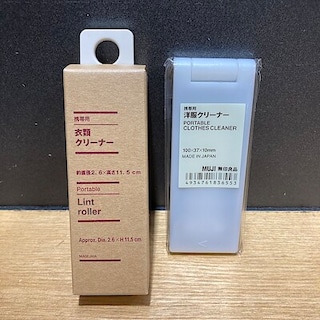 携帯用
衣類
クリーナー
約直径2.6×高さ11.5cm
Portable
Lint
roller
Approx. Dia. 2.6 × H 11.5cm
携帯用
洋服クリーナー
PORTABLE
CLOTHES CLEANER
100×37×10mm
MADE IN JAPAN
MUJI 無印良品
4934761836553